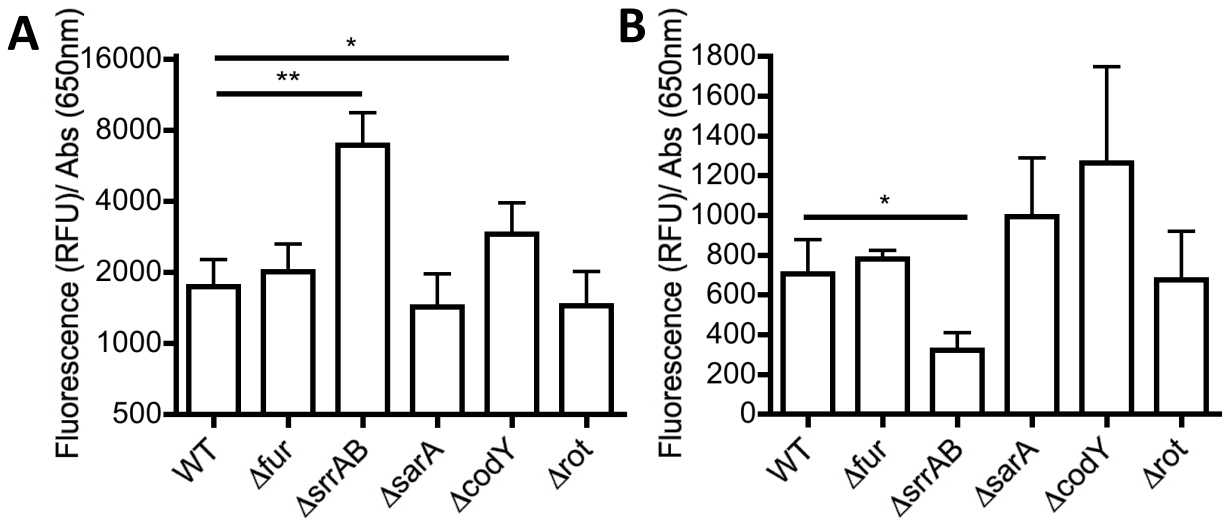 A
Fluorescence (RFU)/ Abs (650nm)
16000
8000
4000
2000
1000
500
*
**
WT
Δfur
ΔsrrAB
ΔsarA
ΔcodY
Δrot
B
Fluorescence (RFU)/ Abs (650nm)
1800
1600
1400
1200
1000
800
600
400
200
0
*
WT
Δfur
ΔsrrAB
ΔsarA
ΔcodY
Δrot